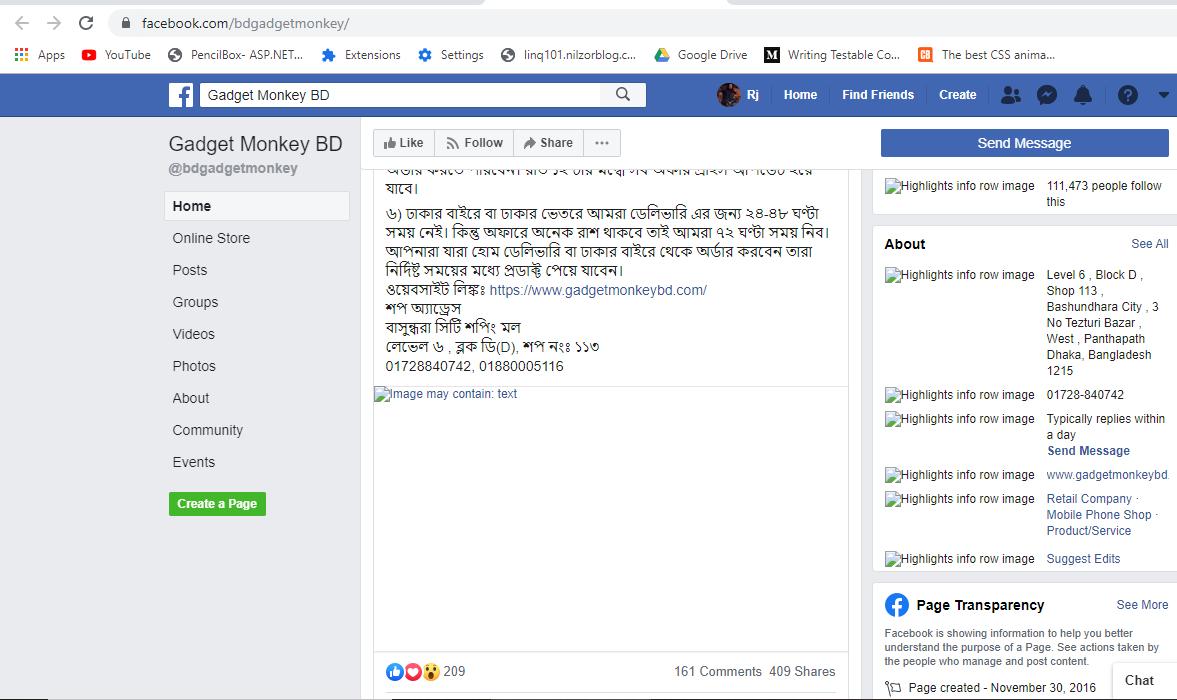 facebook.com/bdgadgetmonkey/
Apps YouTube PencilBox- ASP.NET... Extensions Settings linq101.nilzorblog.c... Google Drive Writing Testable Co... The best CSS anima...
Gadget Monkey BD
Rj Home Find Friends Create
Gadget Monkey BD
@bdgadgetmonkey
Home
Online Store
Posts
Groups
Videos
Photos
About
Community
Events
Create a Page
Like Follow Share
Send Message
অর্ডার করতে পারবেন। রাত ১২ টার মধ্যে সব অফার প্রাইস আপডেট হয়ে
যাবে।
৬) ঢাকার বাইরে বা ঢাকার ভেতরে আমরা ডেলিভারি এর জন্য ২৪-৪৮ ঘণ্টা
সময় নেই। কিন্তু অফারে অনেক রাশ থাকবে তাই আমরা ৭২ ঘণ্টা সময় নিব।
আপনারা যারা হোম ডেলিভারি বা ঢাকার বাইরে থেকে অর্ডার করবেন তারা
নির্দিষ্ট সময়ের মধ্যে প্রডাক্ট পেয়ে যাবেন।
ওয়েবসাইট লিঙ্কঃ https://www.gadgetmonkeybd.com/
শপ অ্যাড্রেস
বাসুন্ধরা সিটি শপিং মল
লেভেল ৬ , ব্লক ডি(D), শপ নংঃ ১১৩
01728840742, 01880005116
Image may contain: text
209
161 Comments 409 Shares
Highlights info row image 111,473 people follow
this
About See All
Highlights info row image Level 6 , Block D ,
Shop 113 ,
Bashundhara City , 3
No Tezturi Bazar ,
West , Panthapath
Dhaka, Bangladesh
1215
Highlights info row image 01728-840742
Highlights info row image Typically replies within
a day
Send Message
Highlights info row image www.gadgetmonkeybd.
Highlights info row image Retail Company ·
Mobile Phone Shop ·
Product/Service
Highlights info row image Suggest Edits
Page Transparency See More
Facebook is showing information to help you better
understand the purpose of a Page. See actions taken by
the people who manage and post content.
Page created - November 30, 2016
Chat